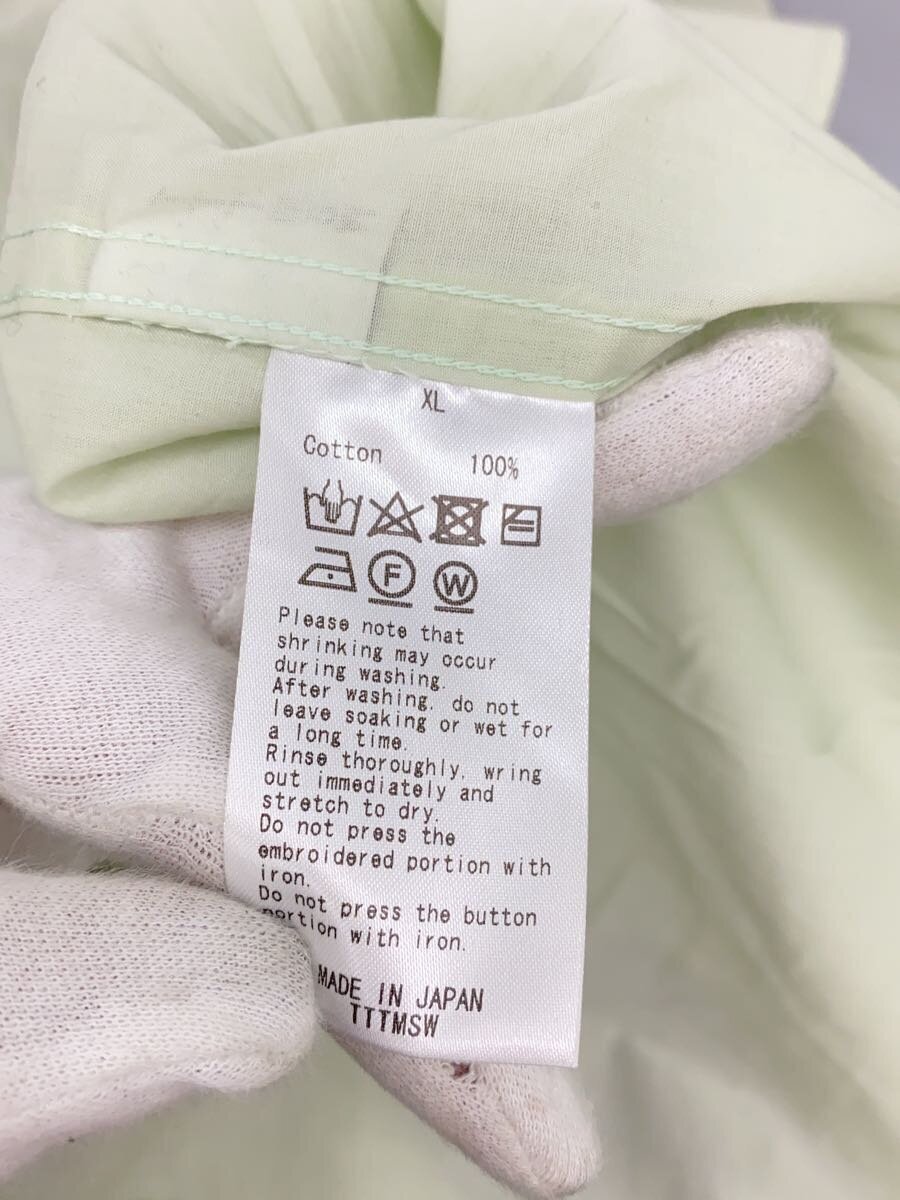 XL
Cotton 100%
F W
Please note that
shrinking may occur
during washing.
After washing, do not
leave soaking or wet for
a long time.
Rinse thoroughly, wring
out immediately and
stretch to dry.
Do not press the
embroidered portion with
iron.
Do not press the button
portion with iron.
MADE IN JAPAN
TTTMSW